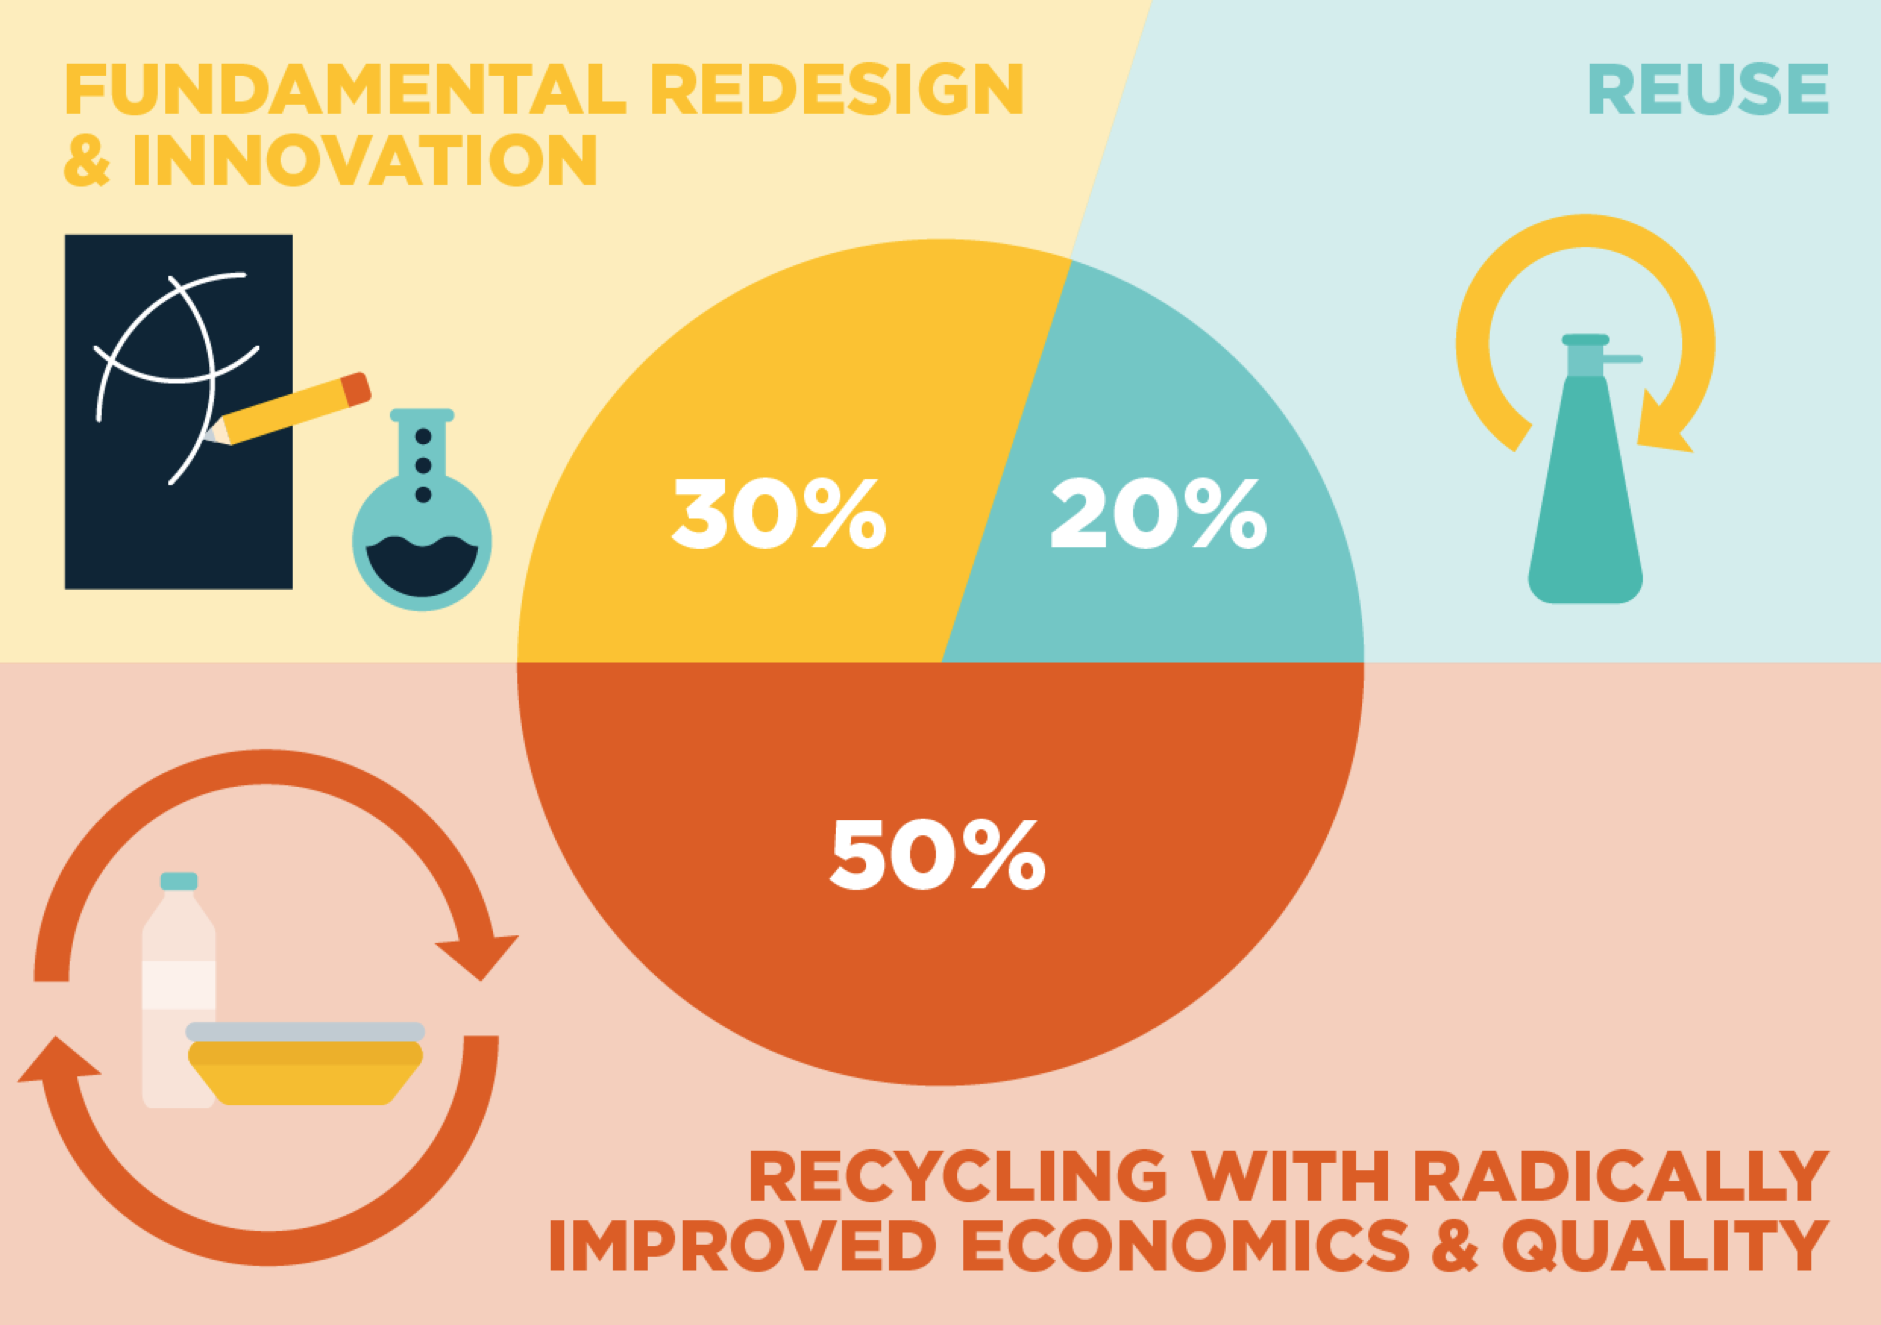 FUNDAMENTAL REDESIGN
& INNOVATION
REUSE
30%
20%
50%
RECYCLING WITH RADICALLY
IMPROVED ECONOMICS & QUALITY